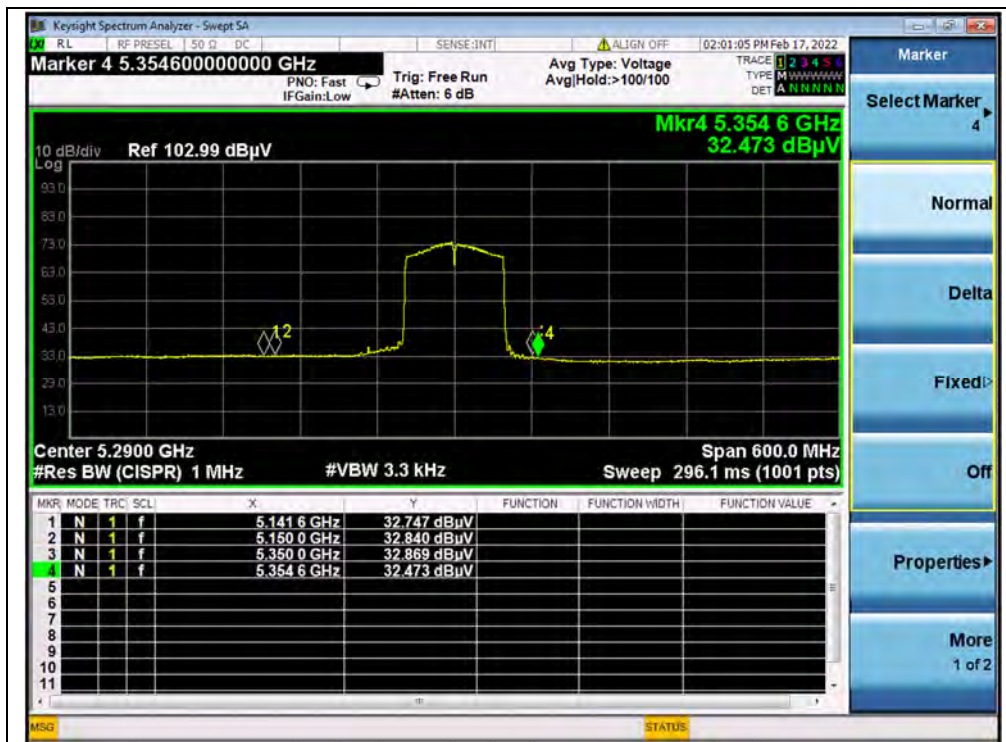 Keysight Spectrum Analyzer - Swept SA
RL RF PRESEL 50 Ω DC SENSE:INT ALIGN OFF 02:01:05 PM Feb 17, 2022
Marker 4 5.354600000000 GHz
PNO: Fast
IFGain:Low
Trig: Free Run
#Atten: 6 dB
Avg Type: Voltage
Avg|Hold:>100/100
TRACE 1 2 3 4 5 6
TYPE M WWWWW
DET A N N N N N
Mkr4 5.354 6 GHz
32.473 dBµV
10 dB/div Ref 102.99 dBµV
Log
93.0
83.0
73.0
63.0
53.0
43.0
33.0
23.0
13.0
12
4
Center 5.2900 GHz Span 600.0 MHz
#Res BW (CISPR) 1 MHz #VBW 3.3 kHz Sweep 296.1 ms (1001 pts)
MKR MODE TRC SCL X Y FUNCTION FUNCTION WIDTH FUNCTION VALUE
1 N 1 f 5.141 6 GHz 32.747 dBµV
2 N 1 f 5.150 0 GHz 32.840 dBµV
3 N 1 f 5.350 0 GHz 32.869 dBµV
4 N 1 f 5.354 6 GHz 32.473 dBµV
5
6
7
8
9
10
11
MSG STATUS
Marker
Select Marker
4
Normal
Delta
Fixed
Off
Properties
More
1 of 2